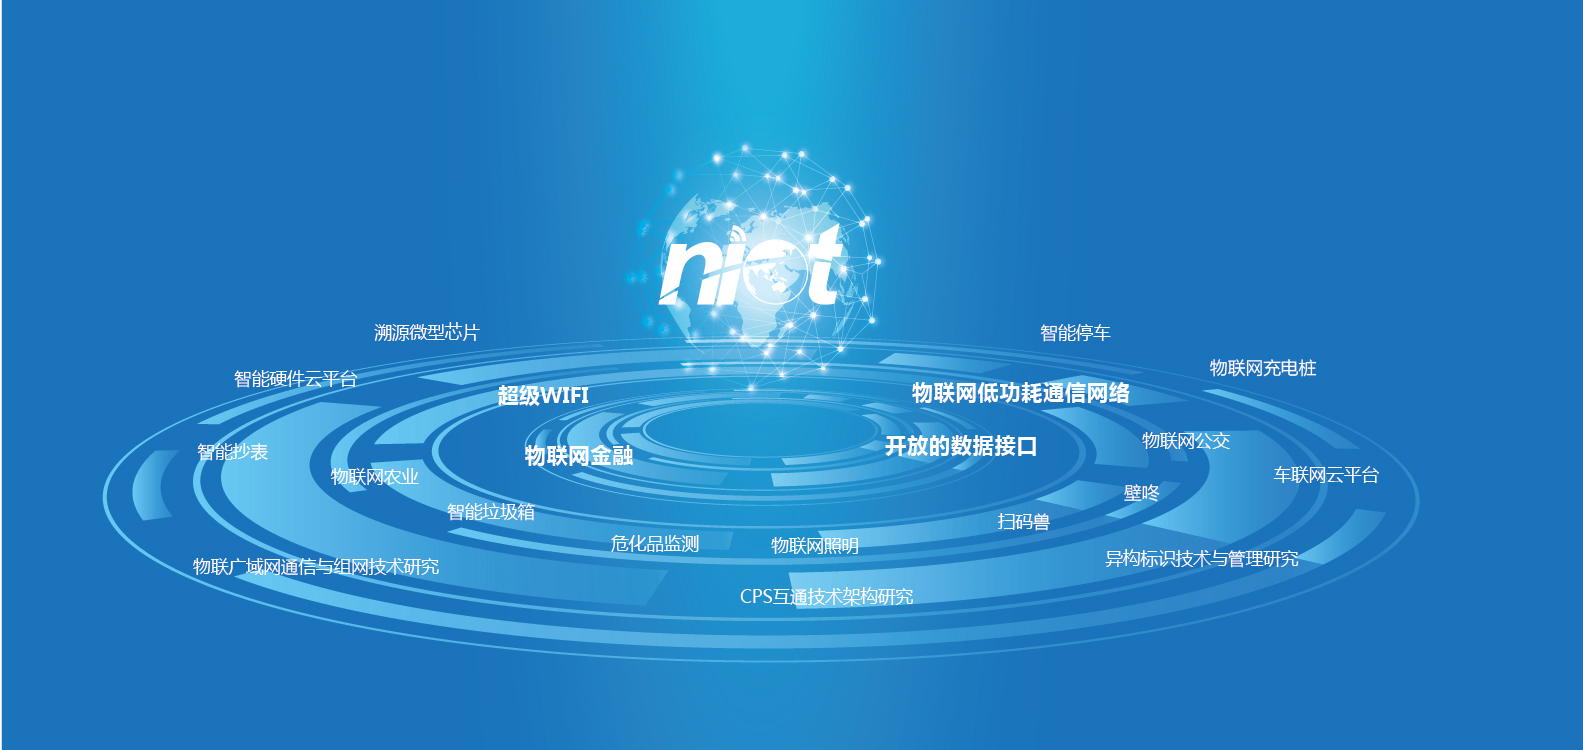 niot
溯源微型芯片
智能停车
物联网充电桩
智能硬件云平台
超级WIFI
物联网低功耗通信网络
物联网公交
开放的数据接口
智能抄表
物联网金融
物联网农业
车联网云平台
壁咚
智能垃圾箱
扫码兽
危化品监测
物联网照明
异构标识技术与管理研究
物联广域网通信与组网技术研究
CPS互通技术架构研究